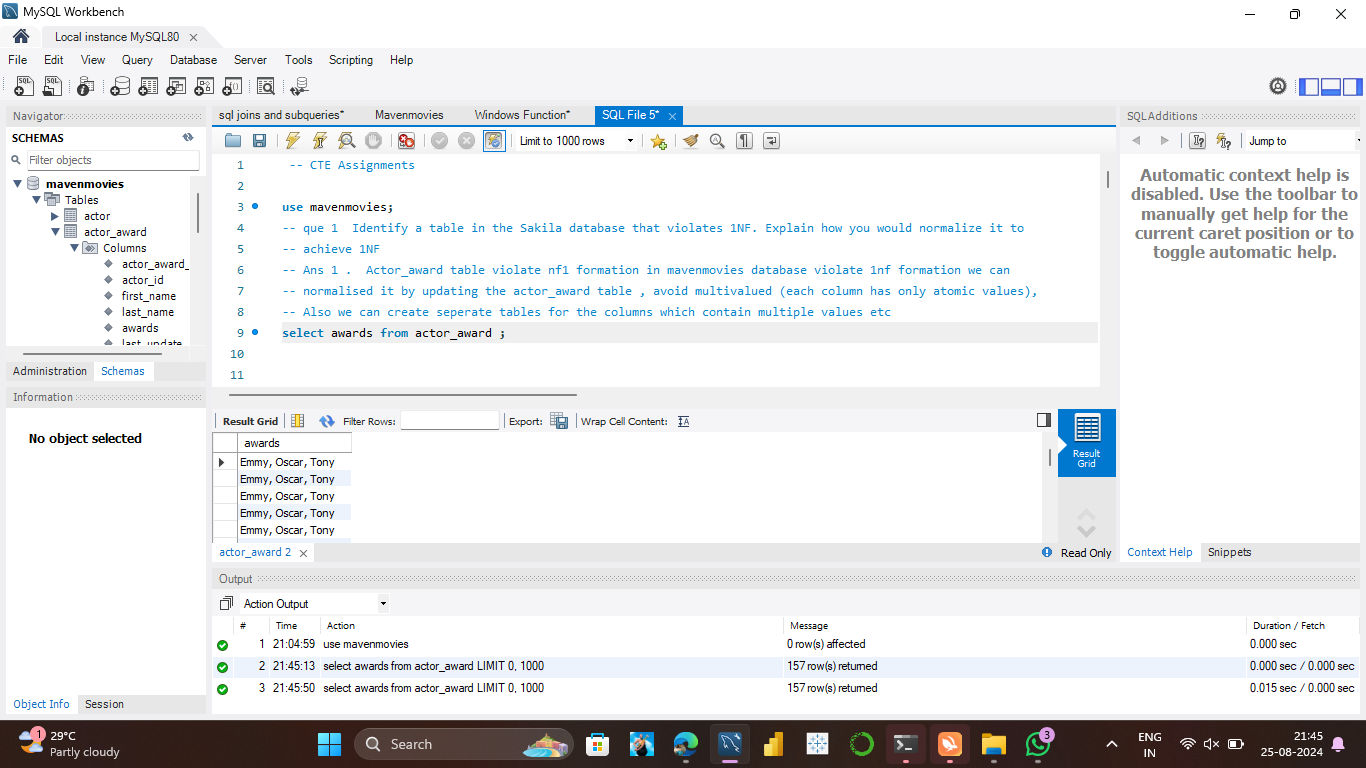 MySQL Workbench
Local instance MySQL80
File Edit View Query Database Server Tools Scripting Help
Navigator
SCHEMAS
Filter objects
mavenmovies
Tables
actor
actor_award
Columns
actor_award_
actor_id
first_name
last_name
awards
last_update
Administration Schemas
Information
No object selected
Object Info Session
sql joins and subqueries* Mavenmovies Windows Function* SQL File 5*
Limit to 1000 rows
1 -- CTE Assignments
2
3 use mavenmovies;
4 -- que 1 Identify a table in the Sakila database that violates 1NF. Explain how you would normalize it to
5 -- achieve 1NF
6 -- Ans 1 . Actor_award table violate nf1 formation in mavenmovies database violate 1nf formation we can
7 -- normalised it by updating the actor_award table , avoid multivalued (each column has only atomic values),
8 -- Also we can create seperate tables for the columns which contain multiple values etc
9 select awards from actor_award ;
10
11
Result Grid Filter Rows: Export: Wrap Cell Content:
awards
Emmy, Oscar, Tony
Emmy, Oscar, Tony
Emmy, Oscar, Tony
Emmy, Oscar, Tony
Emmy, Oscar, Tony
Result
Grid
actor_award 2
Read Only
SQLAdditions
Jump to
Automatic context help is
disabled. Use the toolbar to
manually get help for the
current caret position or to
toggle automatic help.
Context Help Snippets
Output
Action Output
# Time Action Message Duration / Fetch
1 21:04:59 use mavenmovies 0 row(s) affected 0.000 sec
2 21:45:13 select awards from actor_award LIMIT 0, 1000 157 row(s) returned 0.000 sec / 0.000 sec
3 21:45:50 select awards from actor_award LIMIT 0, 1000 157 row(s) returned 0.015 sec / 0.000 sec
1
29°C
Partly cloudy
Search
3
ENG
IN
21:45
25-08-2024